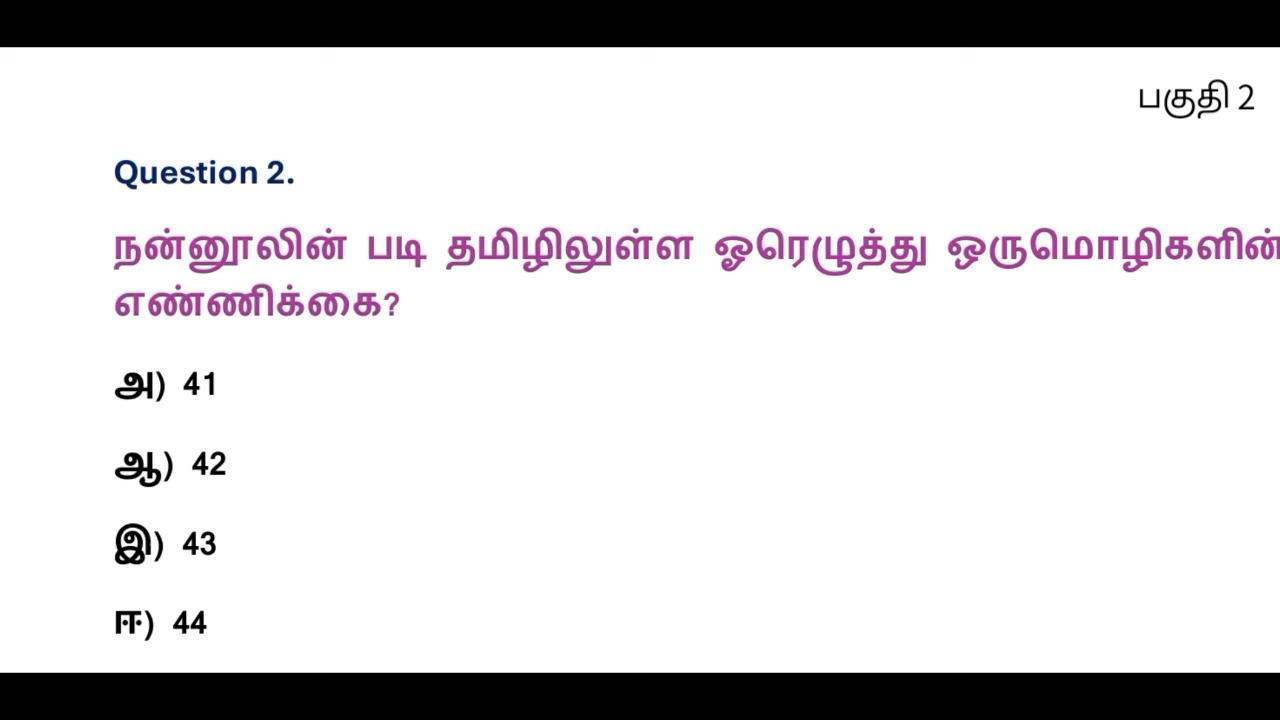 பகுதி 2
Question 2.
நன்னூலின் படி தமிழிலுள்ள ஓரெழுத்து ஒருமொழிகளின்
எண்ணிக்கை?
அ) 41
ஆ) 42
இ) 43
ஈ) 44